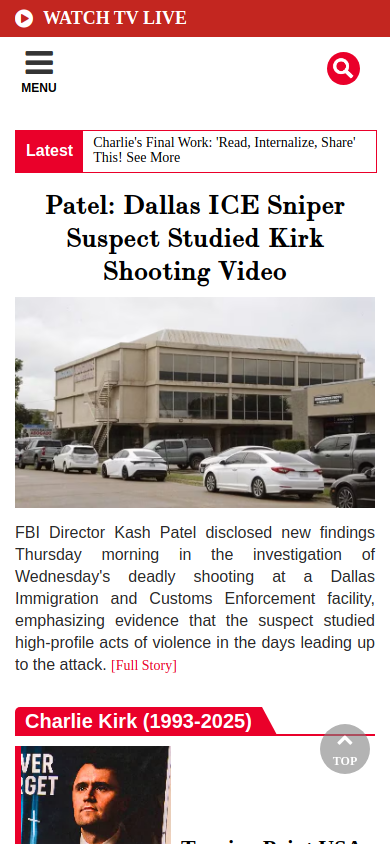 WATCH TV LIVE
MENU
Latest
Charlie's Final Work: 'Read, Internalize, Share'
This! See More
Patel: Dallas ICE Sniper
Suspect Studied Kirk
Shooting Video
FBI Director Kash Patel disclosed new findings
Thursday morning in the investigation of
Wednesday's deadly shooting at a Dallas
Immigration and Customs Enforcement facility,
emphasizing evidence that the suspect studied
high-profile acts of violence in the days leading up
to the attack. [Full Story]
Charlie Kirk (1993-2025)
TOP
VER
RGET